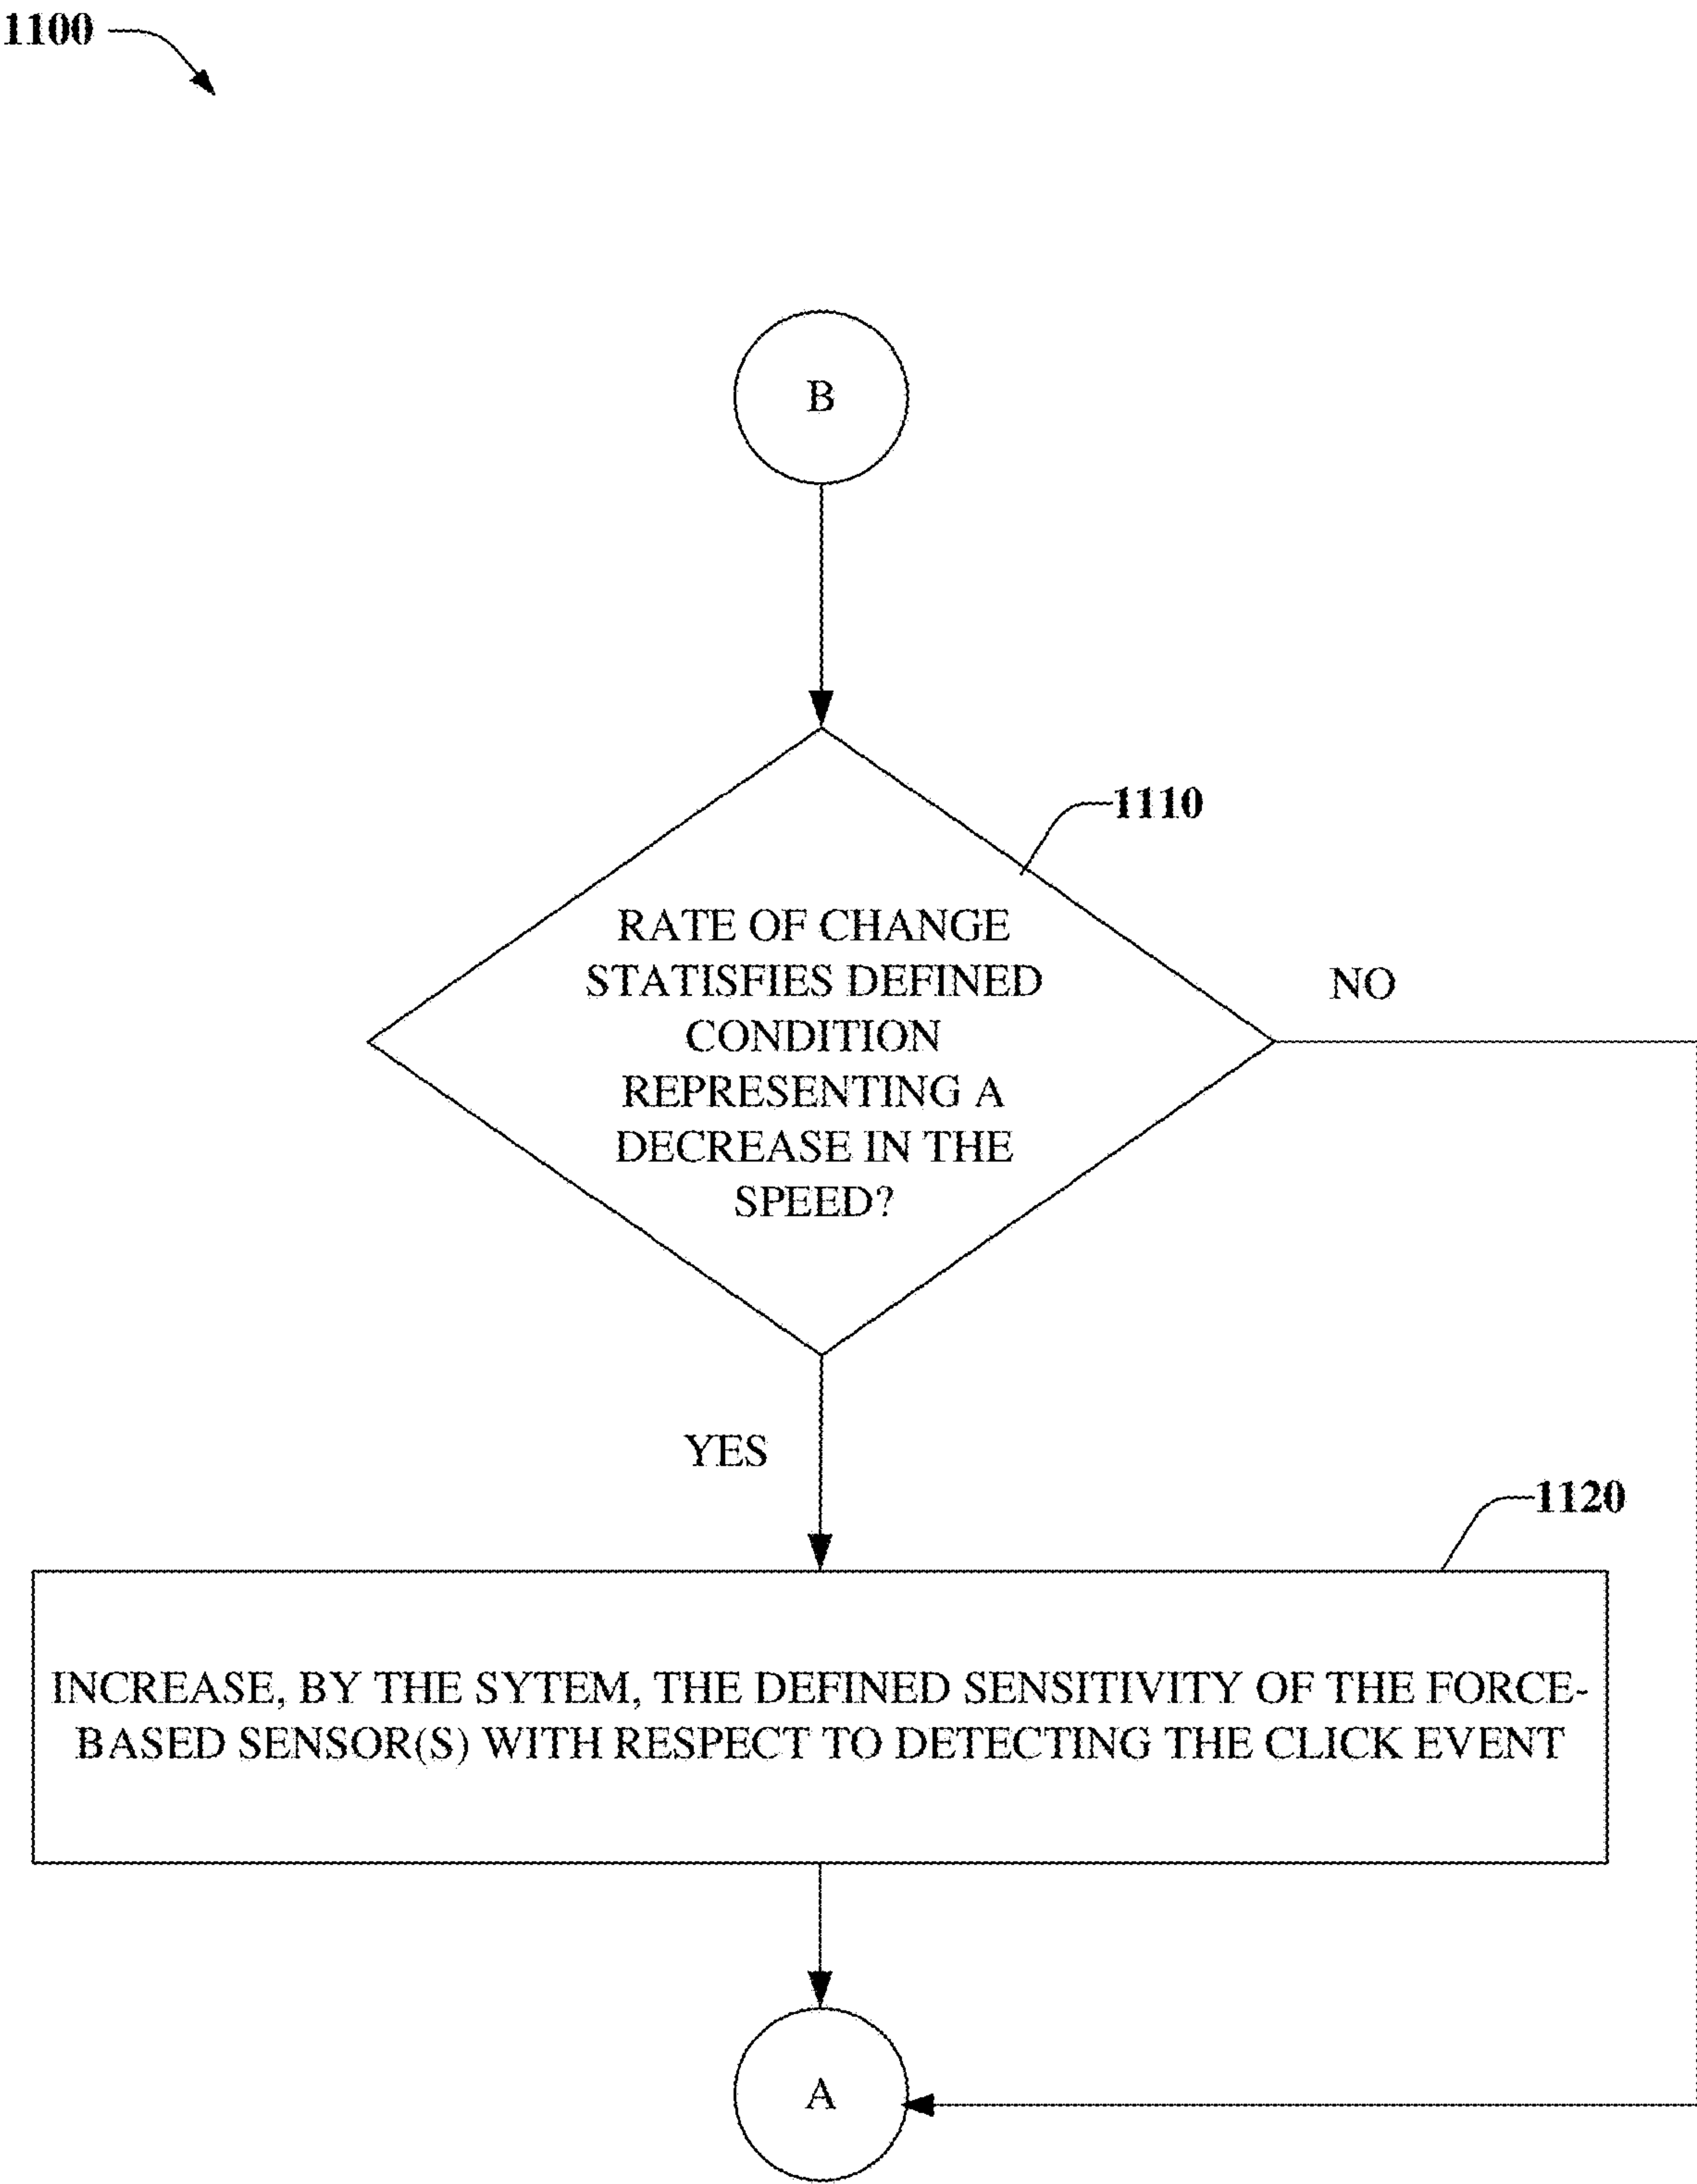 1100
B
1110
RATE OF CHANGE
STATISFIES DEFINED
CONDITION
REPRESENTING A
DECREASE IN THE
SPEED?
NO
YES
1120
INCREASE, BY THE SYTEM, THE DEFINED SENSITIVITY OF THE FORCE-
BASED SENSOR(S) WITH RESPECT TO DETECTING THE CLICK EVENT
A